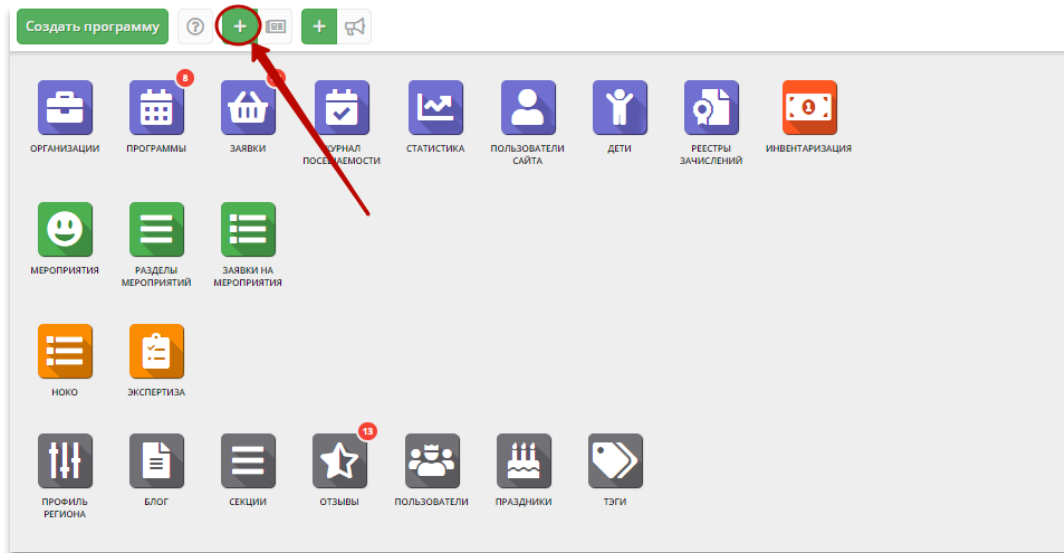 Создать программу
8
ОРГАНИЗАЦИИ
ПРОГРАММЫ
ЗАЯВКИ
ЖУРНАЛ
ПОСЕЩАЕМОСТИ
СТАТИСТИКА
ПОЛЬЗОВАТЕЛИ
САЙТА
ДЕТИ
РЕЕСТРЫ
ЗАЧИСЛЕНИЙ
1
ИНВЕНТАРИЗАЦИЯ
МЕРОПРИЯТИЯ
РАЗДЕЛЫ
МЕРОПРИЯТИЙ
ЗАЯВКИ НА
МЕРОПРИЯТИЯ
НОКО
ЭКСПЕРТИЗА
13
ПРОФИЛЬ
РЕГИОНА
БЛОГ
СЕКЦИИ
ОТЗЫВЫ
ПОЛЬЗОВАТЕЛИ
ПРАЗДНИКИ
ТЭГИ